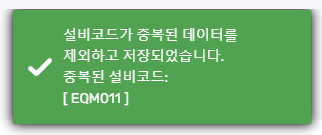 설비코드가 중복된 데이터를
제외하고 저장되었습니다.
중복된 설비코드:
[ EQM011 ]